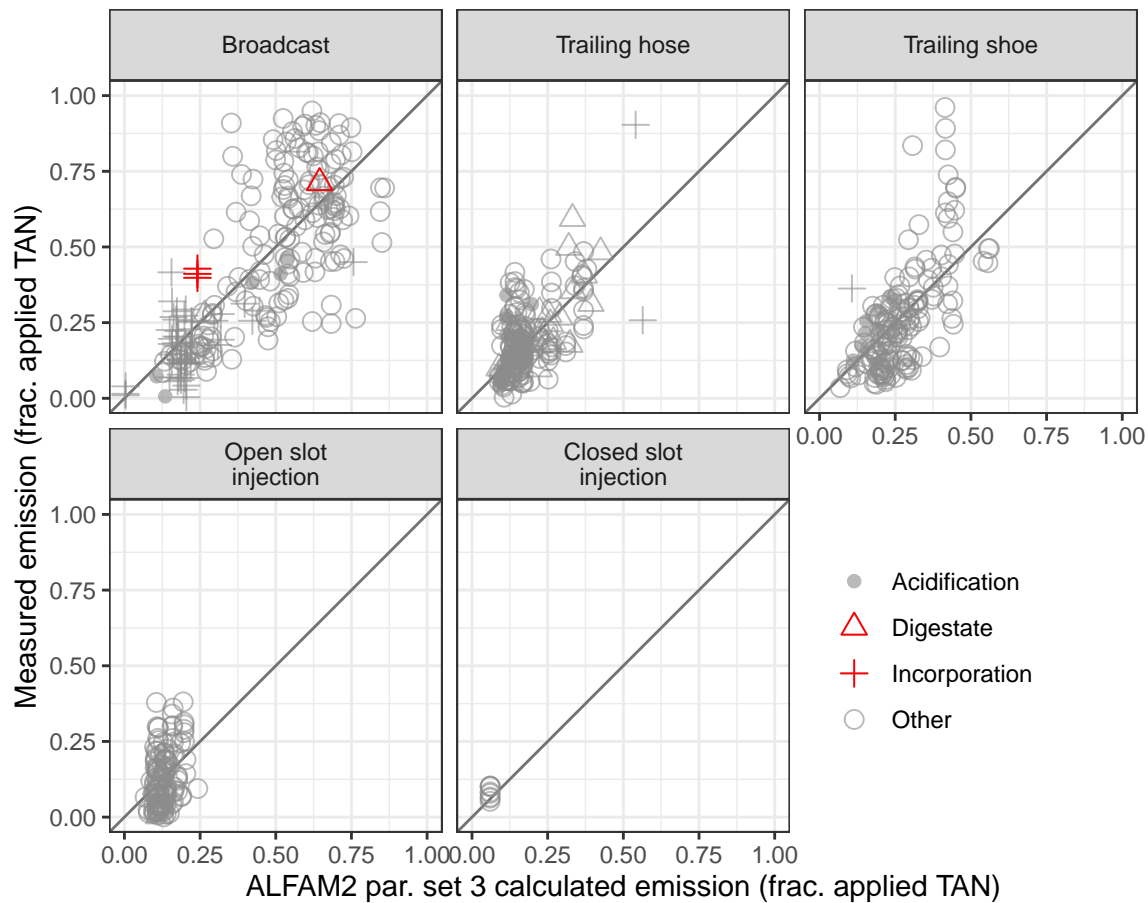 Broadcast
Trailing hose
Trailing shoe
1.00
0.75
0.50
0.25
0.00
0.00 0.25 0.50 0.75 1.00
Open slot
injection
Closed slot
injection
1.00
0.75
0.50
0.25
0.00
0.00 0.25 0.50 0.75 1.00
0.00 0.25 0.50 0.75 1.00
Measured emission (frac. applied TAN)
ALFAM2 par. set 3 calculated emission (frac. applied TAN)
Acidification
Digestate
Incorporation
Other